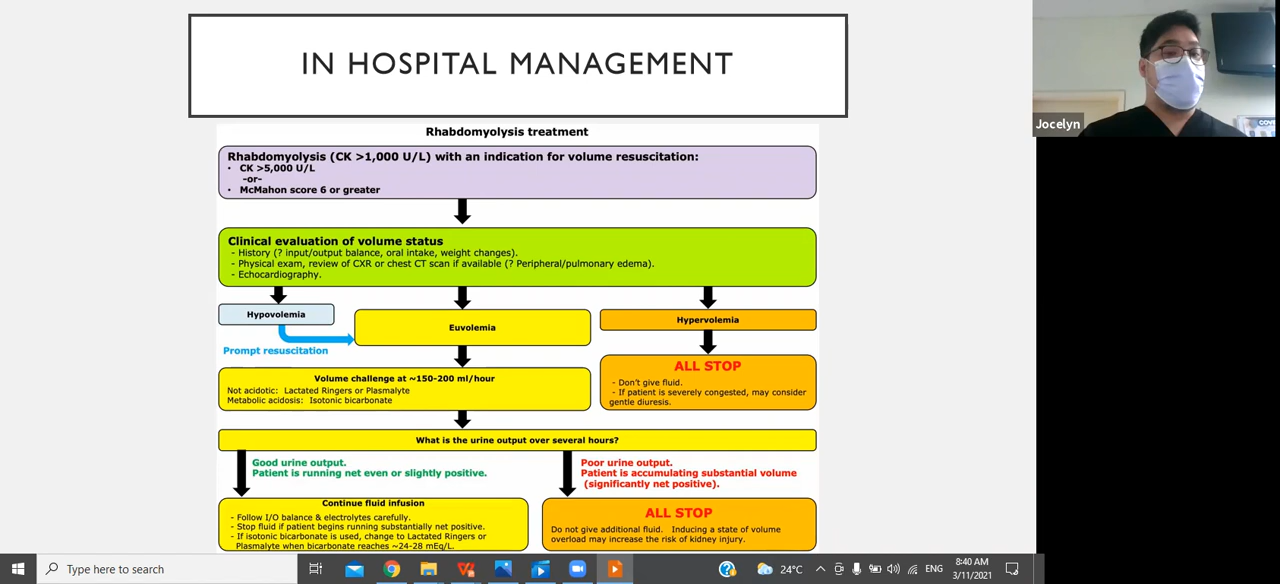 IN HOSPITAL MANAGEMENT
Jocelyn
Rhabdomyolysis treatment
Rhabdomyolysis (CK >1,000 U/L) with an indication for volume resuscitation:
· CK >5,000 U/L
-or-
· McMahon score 6 or greater
Clinical evaluation of volume status
- History (? input/output balance, oral intake, weight changes).
- Physical exam, review of CXR or chest CT scan if available (? Peripheral/pulmonary edema).
- Echocardiography.
Hypovolemia
Euvolemia
Hypervolemia
Prompt resuscitation
ALL STOP
- Don't give fluid.
- If patient is severely congested, may consider
gentle diuresis.
Volume challenge at ~150-200 ml/hour
Not acidotic: Lactated Ringers or Plasmalyte
Metabolic acidosis: Isotonic bicarbonate
What is the urine output over several hours?
Good urine output.
Patient is running net even or slightly positive.
Poor urine output.
Patient is accumulating substantial volume
(significantly net positive).
Continue fluid infusion
- Follow I/O balance & electrolytes carefully.
- Stop fluid if patient begins running substantially net positive.
- If isotonic bicarbonate is used, change to Lactated Ringers or
Plasmalyte when bicarbonate reaches ~24-28 mEq/L.
ALL STOP
Do not give additional fluid. Inducing a state of volume
overload may increase the risk of kidney injury.
Type here to search
24°C
ENG
8:40 AM
3/11/2021